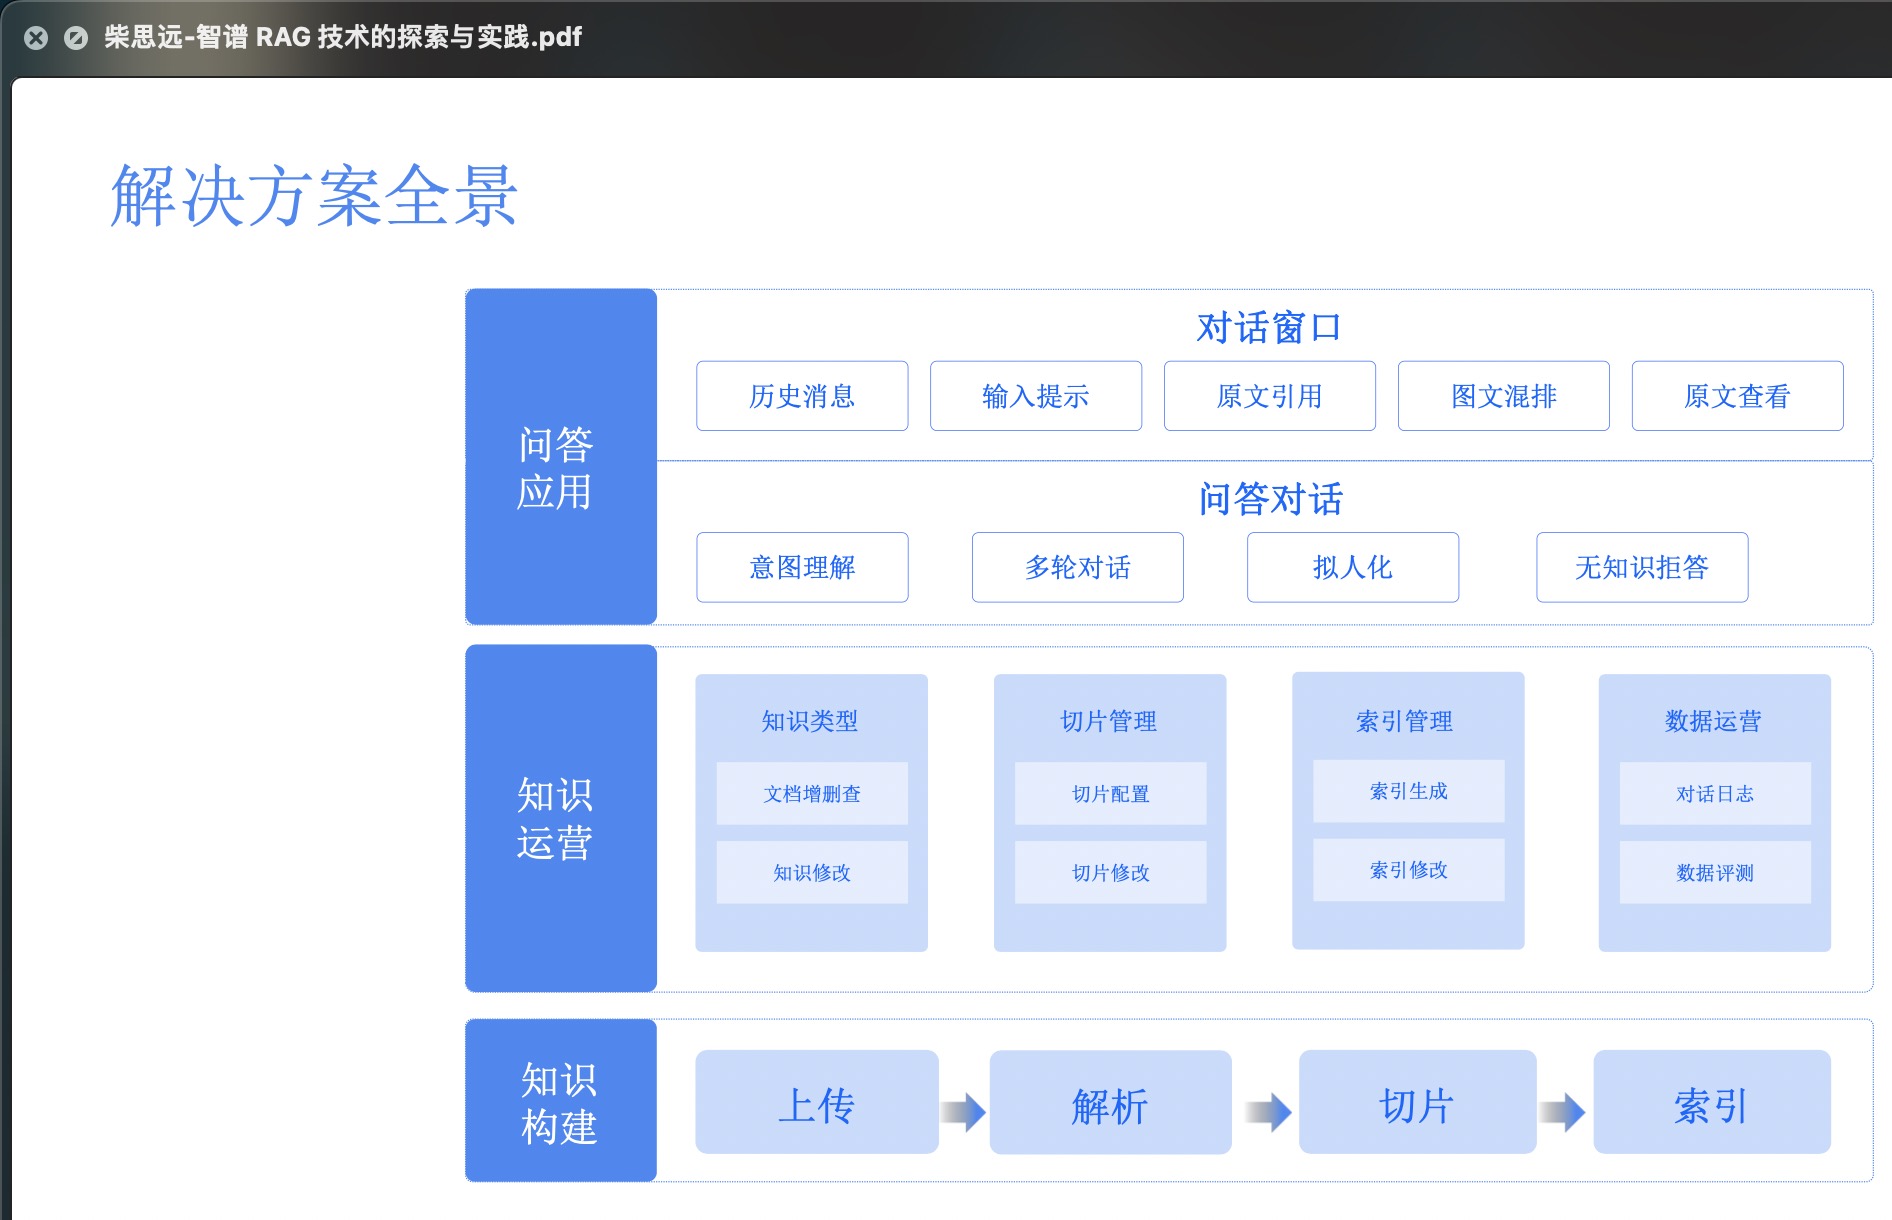 柴思远-智谱 RAG 技术的探索与实践.pdf
解决方案全景
问答
应用
对话窗口
历史消息
输入提示
原文引用
图文混排
原文查看
问答对话
意图理解
多轮对话
拟人化
无知识拒答
知识
运营
知识类型
文档增删查
知识修改
切片管理
切片配置
切片修改
索引管理
索引生成
索引修改
数据运营
对话日志
数据评测
知识
构建
上传
解析
切片
索引